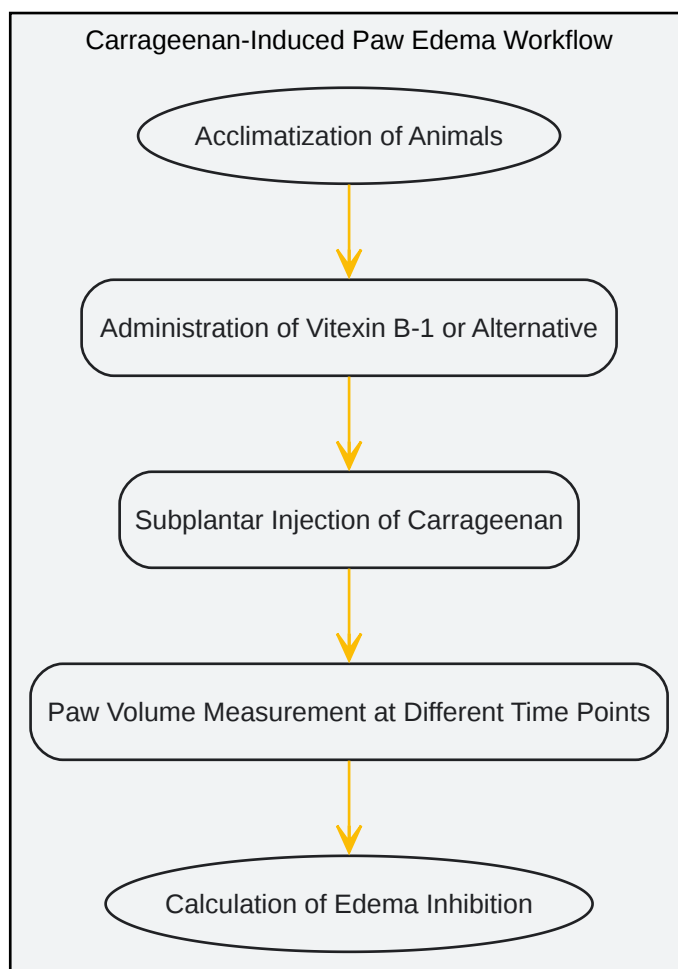 Carrageenan-Induced Paw Edema Workflow
Acclimatization of Animals
Administration of Vitexin B-1 or Alternative
Subplantar Injection of Carrageenan
Paw Volume Measurement at Different Time Points
Calculation of Edema Inhibition